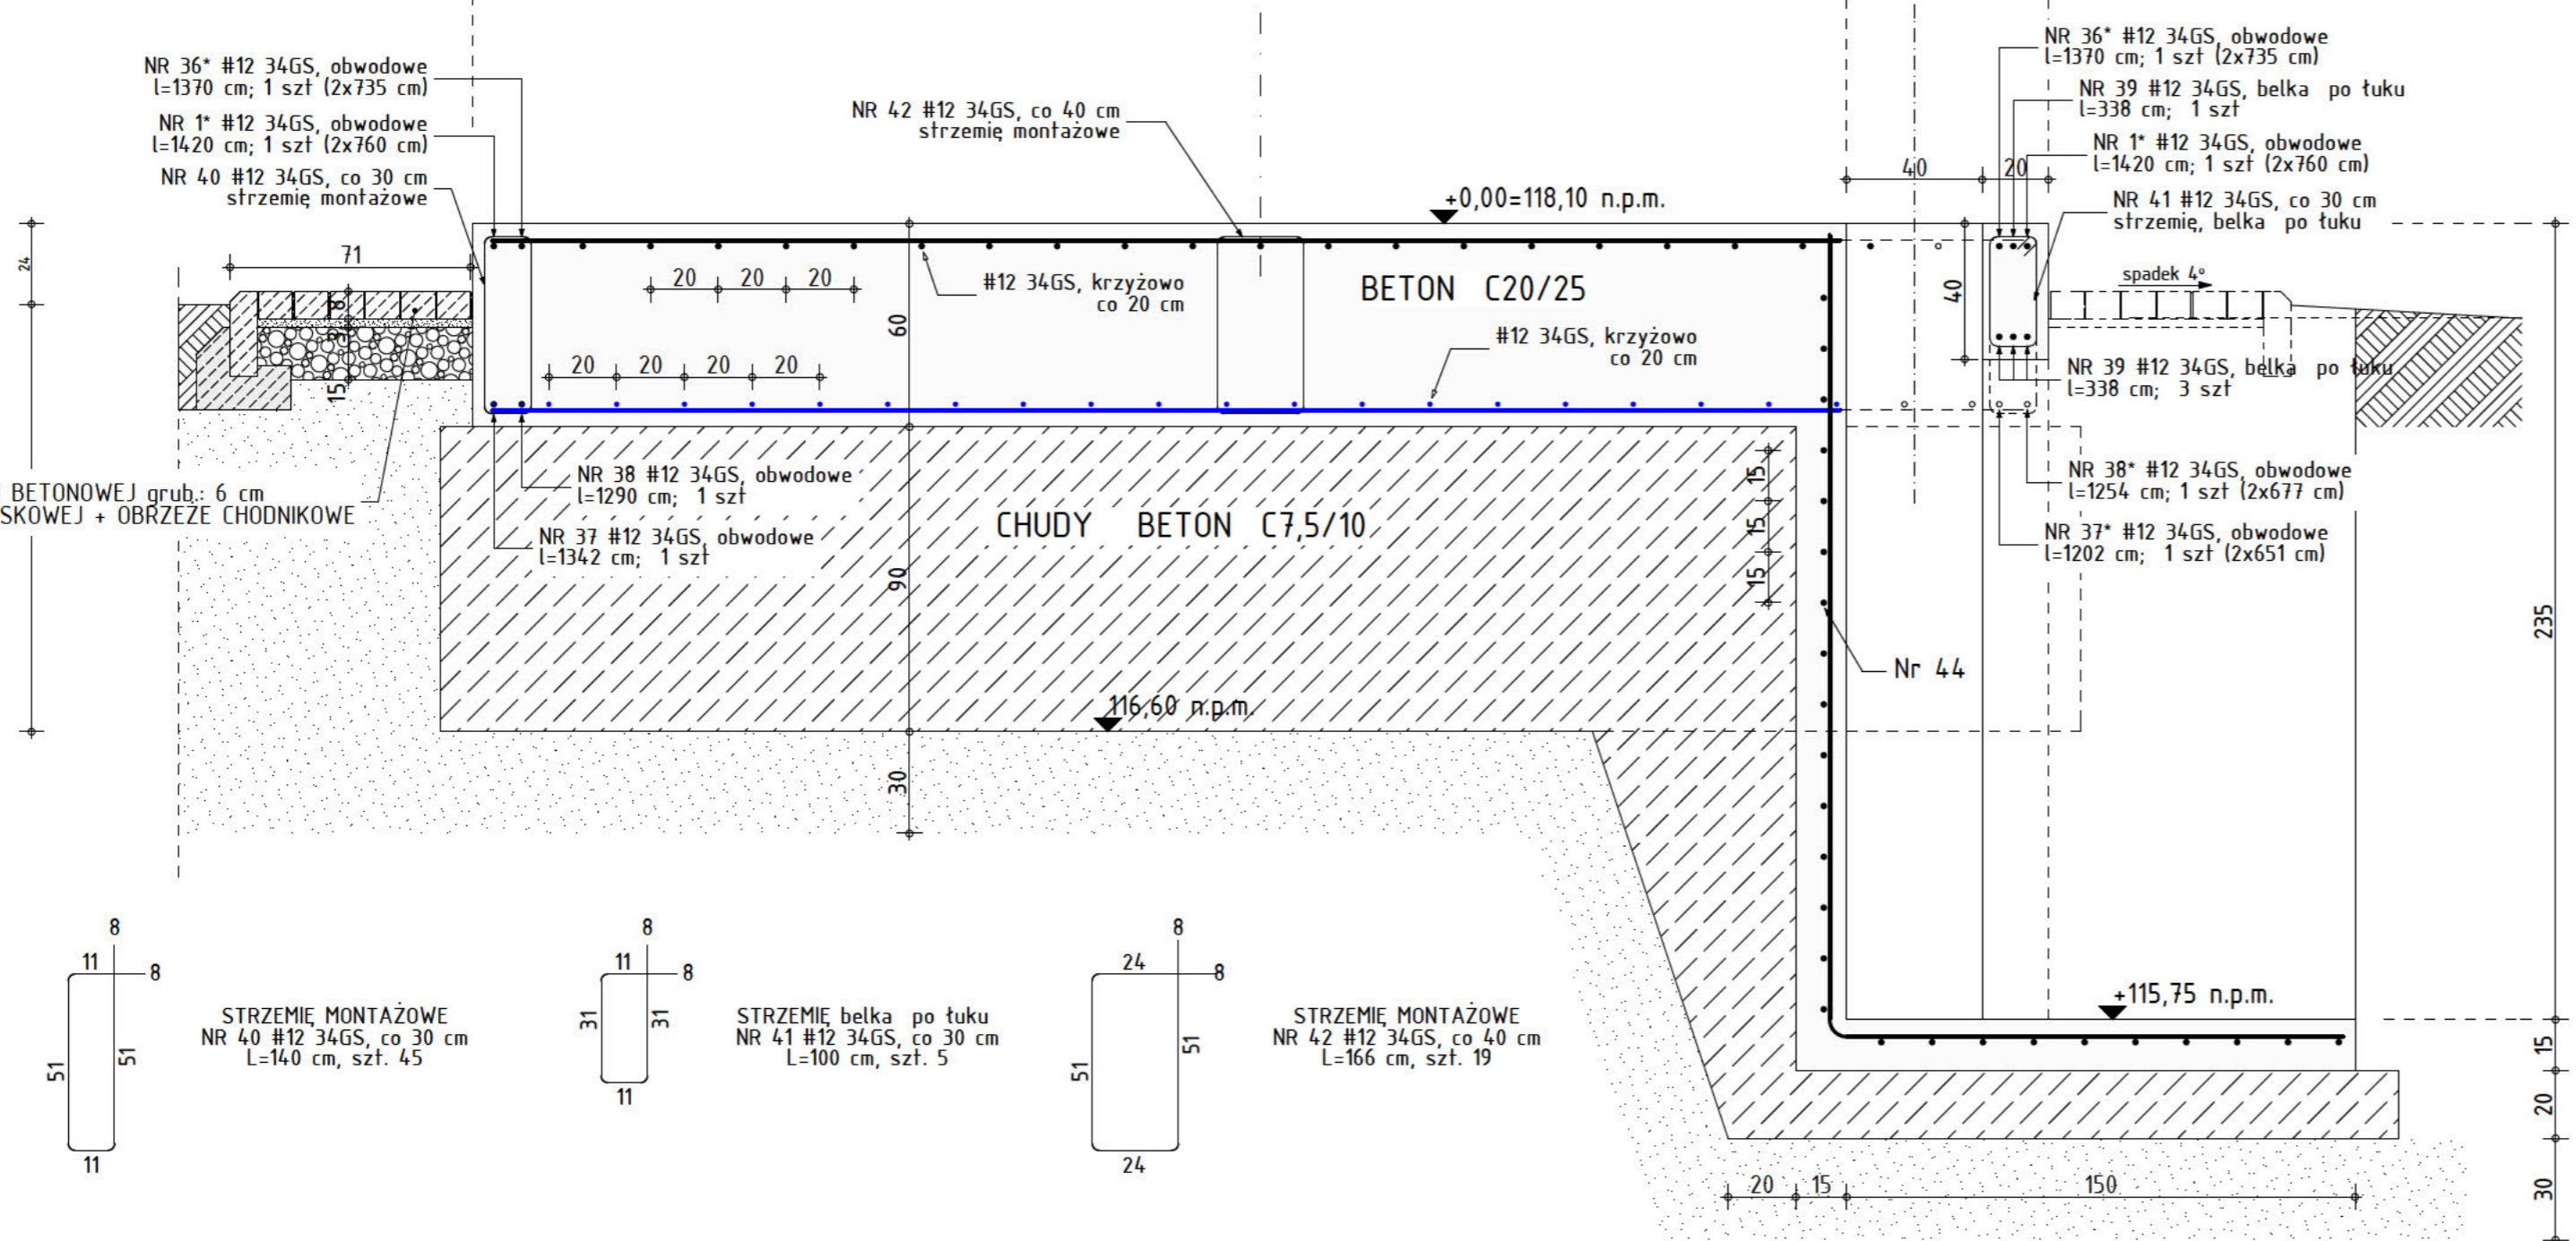 NR 36* #12 34GS, obwodowe
l=1370 cm; 1 szt (2x735 cm)
NR 1* #12 34GS, obwodowe
l=1420 cm; 1 szt (2x760 cm)
NR 40 #12 34GS, co 30 cm
strzemię montażowe
NR 42 #12 34GS, co 40 cm
strzemię montażowe
NR 36* #12 34GS, obwodowe
l=1370 cm; 1 szt (2x735 cm)
NR 39 #12 34GS, belka po łuku
l=338 cm; 1 szt
NR 1* #12 34GS, obwodowe
l=1420 cm; 1 szt (2x760 cm)
NR 41 #12 34GS, co 30 cm
strzemię, belka po łuku
40
20
+0,00=118,10 n.p.m.
24
71
8
3
15
20 20 20
#12 34GS, krzyżowo
co 20 cm
BETON C20/25
60
#12 34GS, krzyżowo
co 20 cm
20 20 20 20
40
spadek 4°
NR 39 #12 34GS, belka po łuku
l=338 cm; 3 szt
NR 38* #12 34GS, obwodowe
l=1254 cm; 1 szt (2x677 cm)
NR 37* #12 34GS, obwodowe
l=1202 cm; 1 szt (2x651 cm)
BETONOWEJ grub.: 6 cm
SKOWEJ + OBRZEŻE CHODNIKOWE
NR 38 #12 34GS, obwodowe
l=1290 cm; 1 szt
NR 37 #12 34GS, obwodowe
l=1342 cm; 1 szt
CHUDY BETON C7,5/10
90
15
15
15
235
Nr 44
116,60 n.p.m.
30
+115,75 n.p.m.
8
11
8
51
51
11
STRZEMIĘ MONTAŻOWE
NR 40 #12 34GS, co 30 cm
L=140 cm, szt. 45
8
11
8
31
31
11
STRZEMIĘ belka po łuku
NR 41 #12 34GS, co 30 cm
L=100 cm, szt. 5
8
24
8
51
51
24
STRZEMIĘ MONTAŻOWE
NR 42 #12 34GS, co 40 cm
L=166 cm, szt. 19
15
20
30
20 15 150